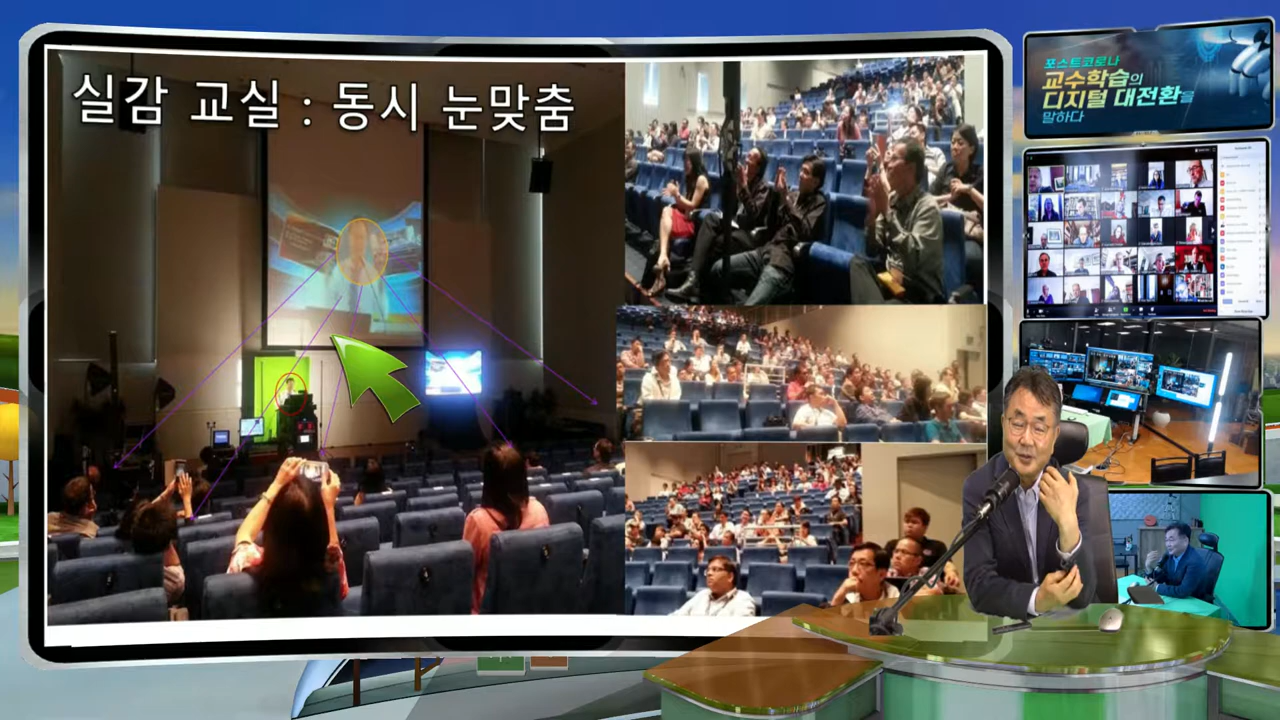 실감 교실 : 동시 눈맞춤
포스트코로나
교수학습의
디지털 대전환을
말하다